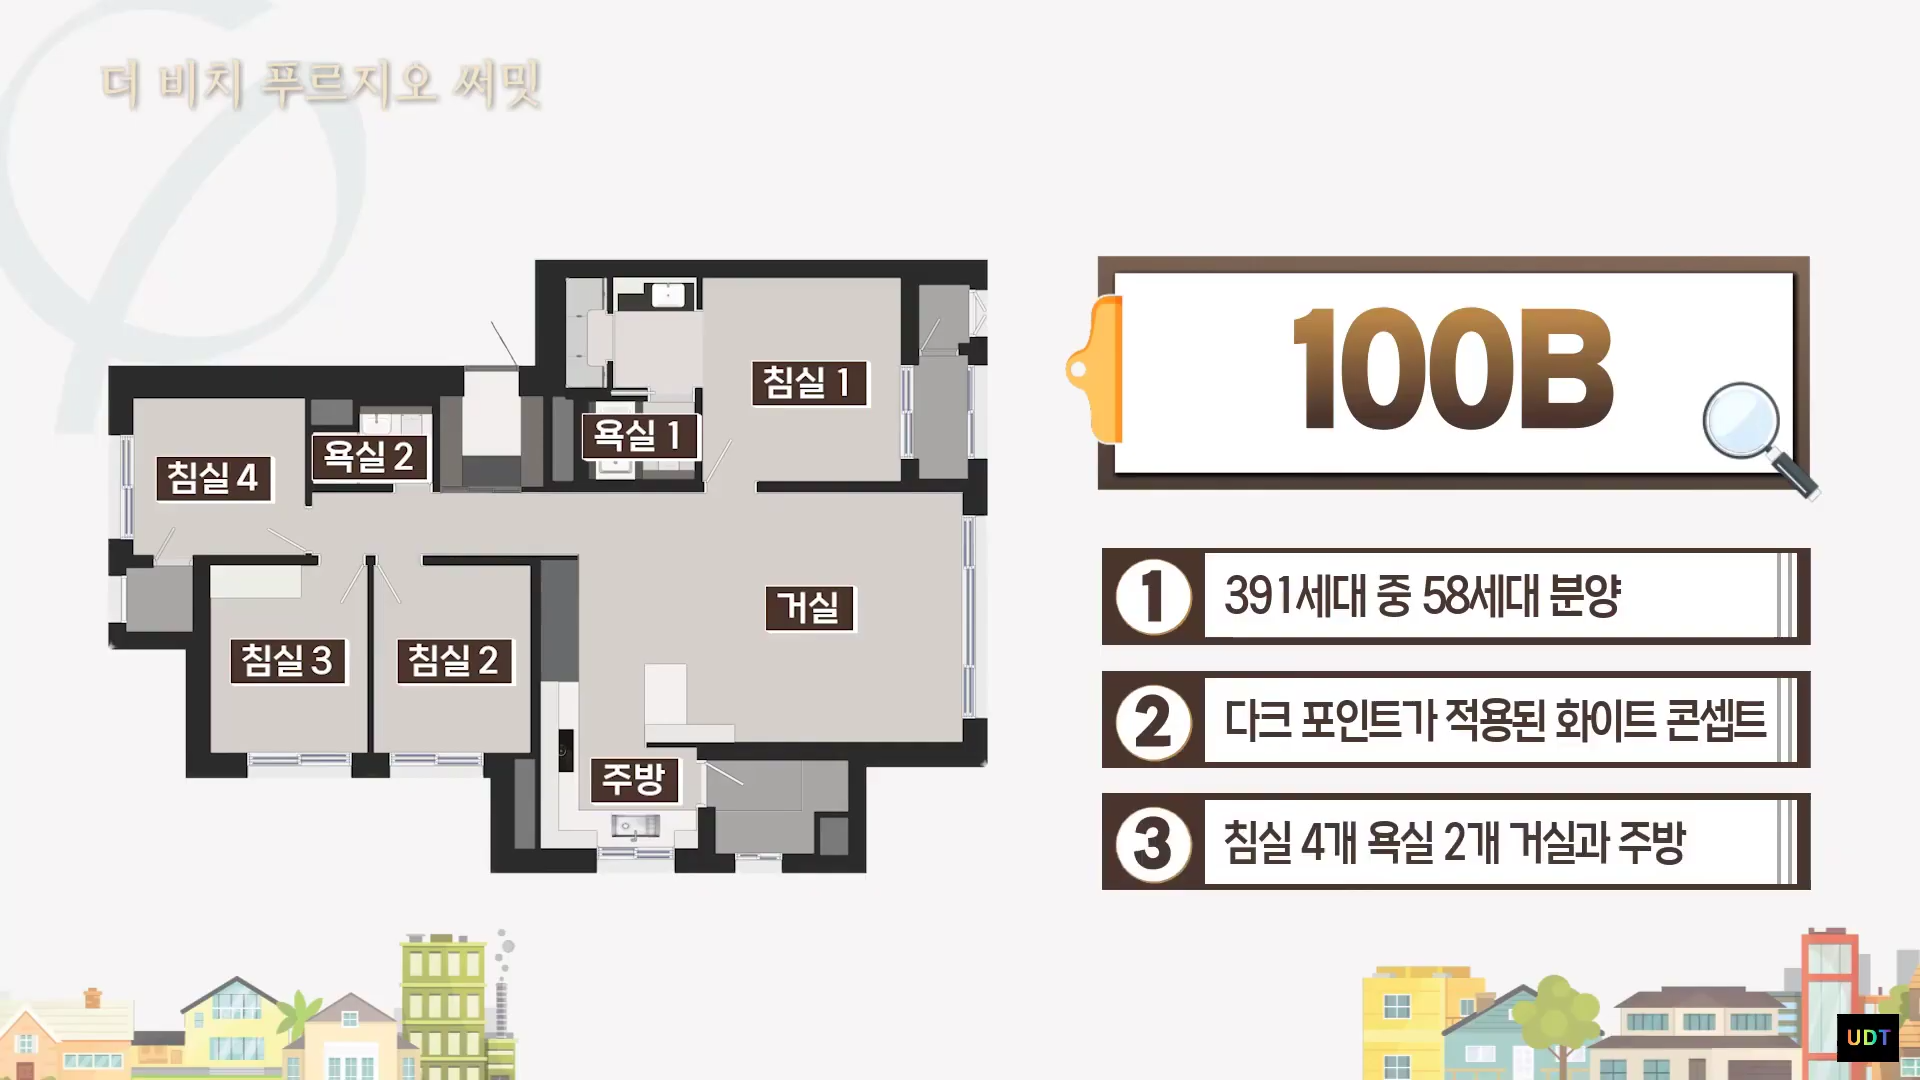 더 비치 푸르지오 써밋
100B
침실 1
욕실 1
욕실 2
침실 4
거실
침실 3
침실 2
주방
1 391세대 중 58세대 분양
2 다크 포인트가 적용된 화이트 콘셉트
3 침실 4개 욕실 2개 거실과 주방
UDT